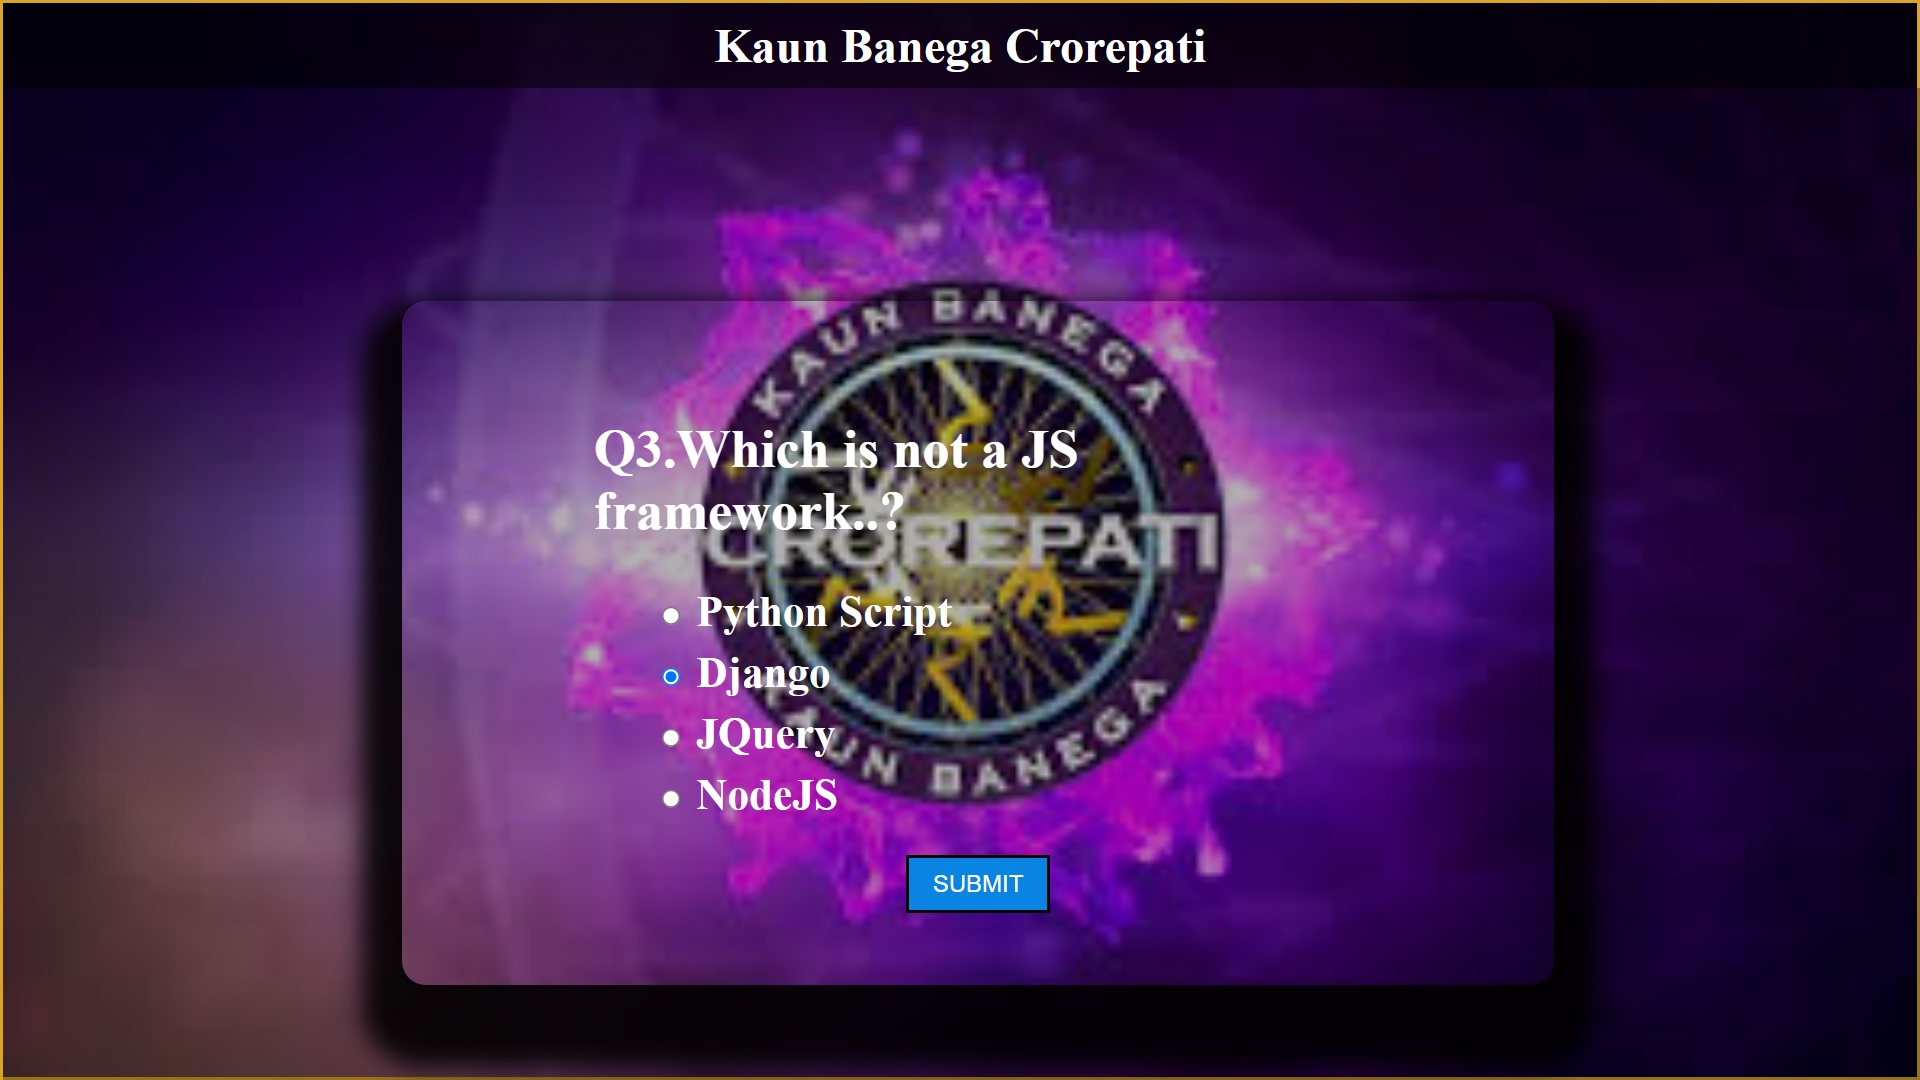 Kaun Banega Crorepati
KAUN BANEGA
Q3.Which is not a JS
framework..?
CROREPATI
Python Script
Django
JQuery
NodeJS
KAUN BANEGA
SUBMIT